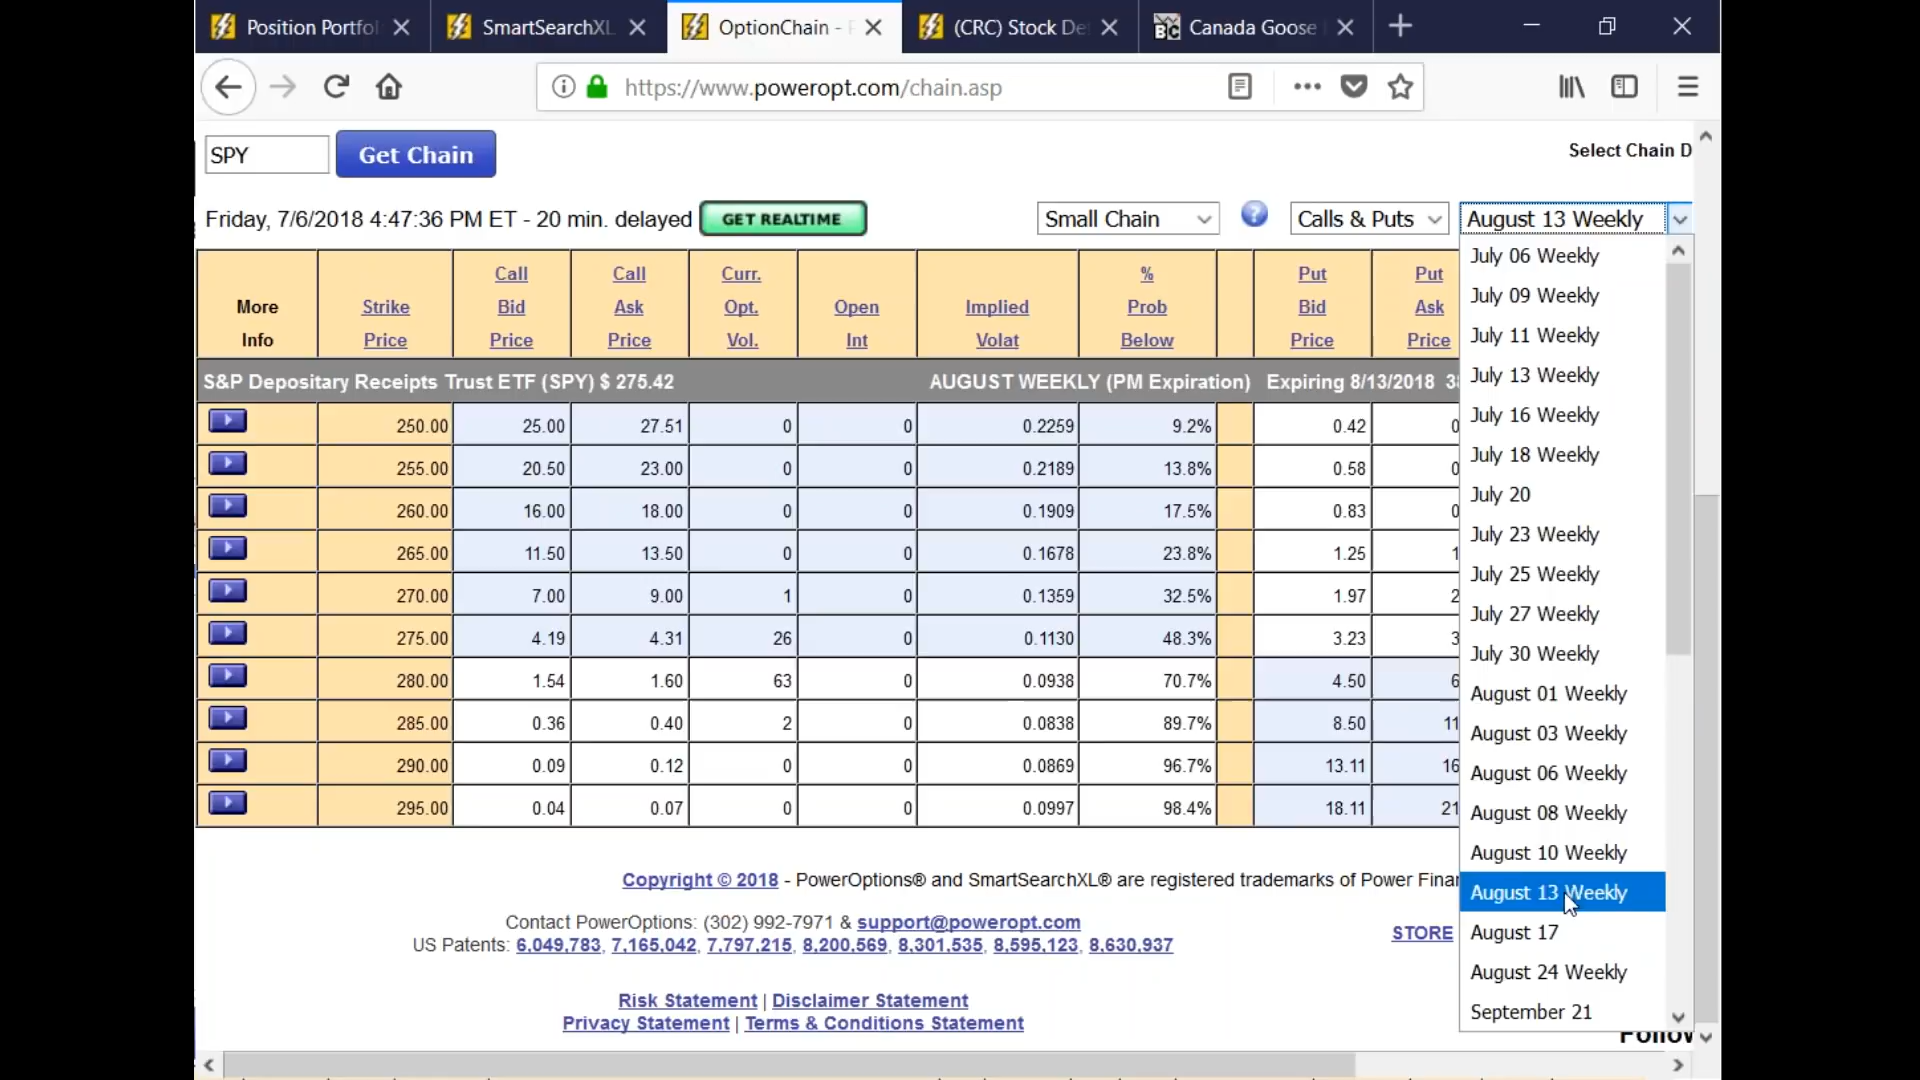 Position Portfol
SmartSearchXL
OptionChain -
(CRC) Stock De
Canada Goose
https://www.poweropt.com/chain.asp
SPY
Get Chain
Select Chain D
Friday, 7/6/2018 4:47:36 PM ET - 20 min. delayed
GET REALTIME
Small Chain
Calls & Puts
August 13 Weekly
More Info
Strike Price
Call Bid Price
Call Ask Price
Curr. Opt. Vol.
Open Int
Implied Volat
% Prob Below
Put Bid Price
Put Ask Price
S&P Depositary Receipts Trust ETF (SPY) $ 275.42 AUGUST WEEKLY (PM Expiration) Expiring 8/13/2018
250.00 25.00 27.51 0 0 0.2259 9.2% 0.42 0
255.00 20.50 23.00 0 0 0.2189 13.8% 0.58 0
260.00 16.00 18.00 0 0 0.1909 17.5% 0.83 0
265.00 11.50 13.50 0 0 0.1678 23.8% 1.25 1
270.00 7.00 9.00 1 0 0.1359 32.5% 1.97 2
275.00 4.19 4.31 26 0 0.1130 48.3% 3.23 3
280.00 1.54 1.60 63 0 0.0938 70.7% 4.50 6
285.00 0.36 0.40 2 0 0.0838 89.7% 8.50 11
290.00 0.09 0.12 0 0 0.0869 96.7% 13.11 16
295.00 0.04 0.07 0 0 0.0997 98.4% 18.11 21
July 06 Weekly
July 09 Weekly
July 11 Weekly
July 13 Weekly
July 16 Weekly
July 18 Weekly
July 20
July 23 Weekly
July 25 Weekly
July 27 Weekly
July 30 Weekly
August 01 Weekly
August 03 Weekly
August 06 Weekly
August 08 Weekly
August 10 Weekly
August 13 Weekly
August 17
August 24 Weekly
September 21
Copyright © 2018 - PowerOptions® and SmartSearchXL® are registered trademarks of Power Finan
Contact PowerOptions: (302) 992-7971 & support@poweropt.com
US Patents: 6,049,783, 7,165,042, 7,797,215, 8,200,569, 8,301,535, 8,595,123, 8,630,937
STORE
Risk Statement | Disclaimer Statement
Privacy Statement | Terms & Conditions Statement